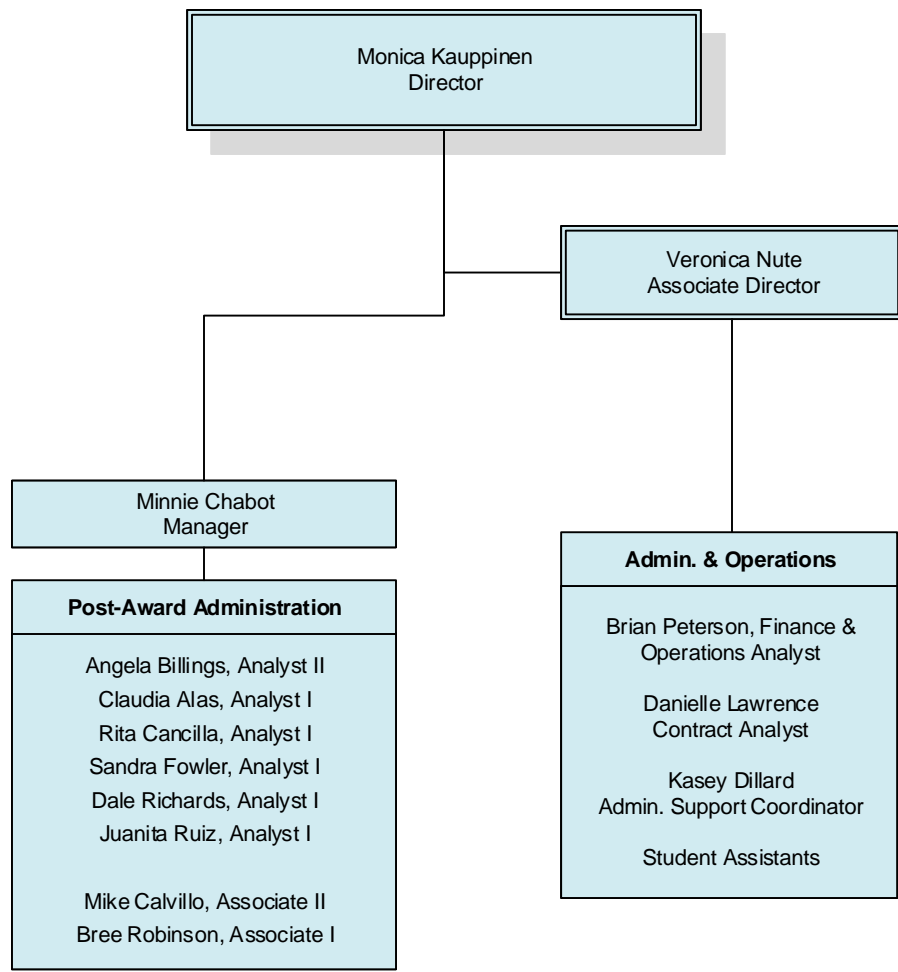 Monica Kauppinen
Director
Veronica Nute
Associate Director
Minnie Chabot
Manager
Post-Award Administration
Angela Billings, Analyst II
Claudia Alas, Analyst I
Rita Cancilla, Analyst I
Sandra Fowler, Analyst I
Dale Richards, Analyst I
Juanita Ruiz, Analyst I
Mike Calvillo, Associate II
Bree Robinson, Associate I
Admin. & Operations
Brian Peterson, Finance &
Operations Analyst
Danielle Lawrence
Contract Analyst
Kasey Dillard
Admin. Support Coordinator
Student Assistants